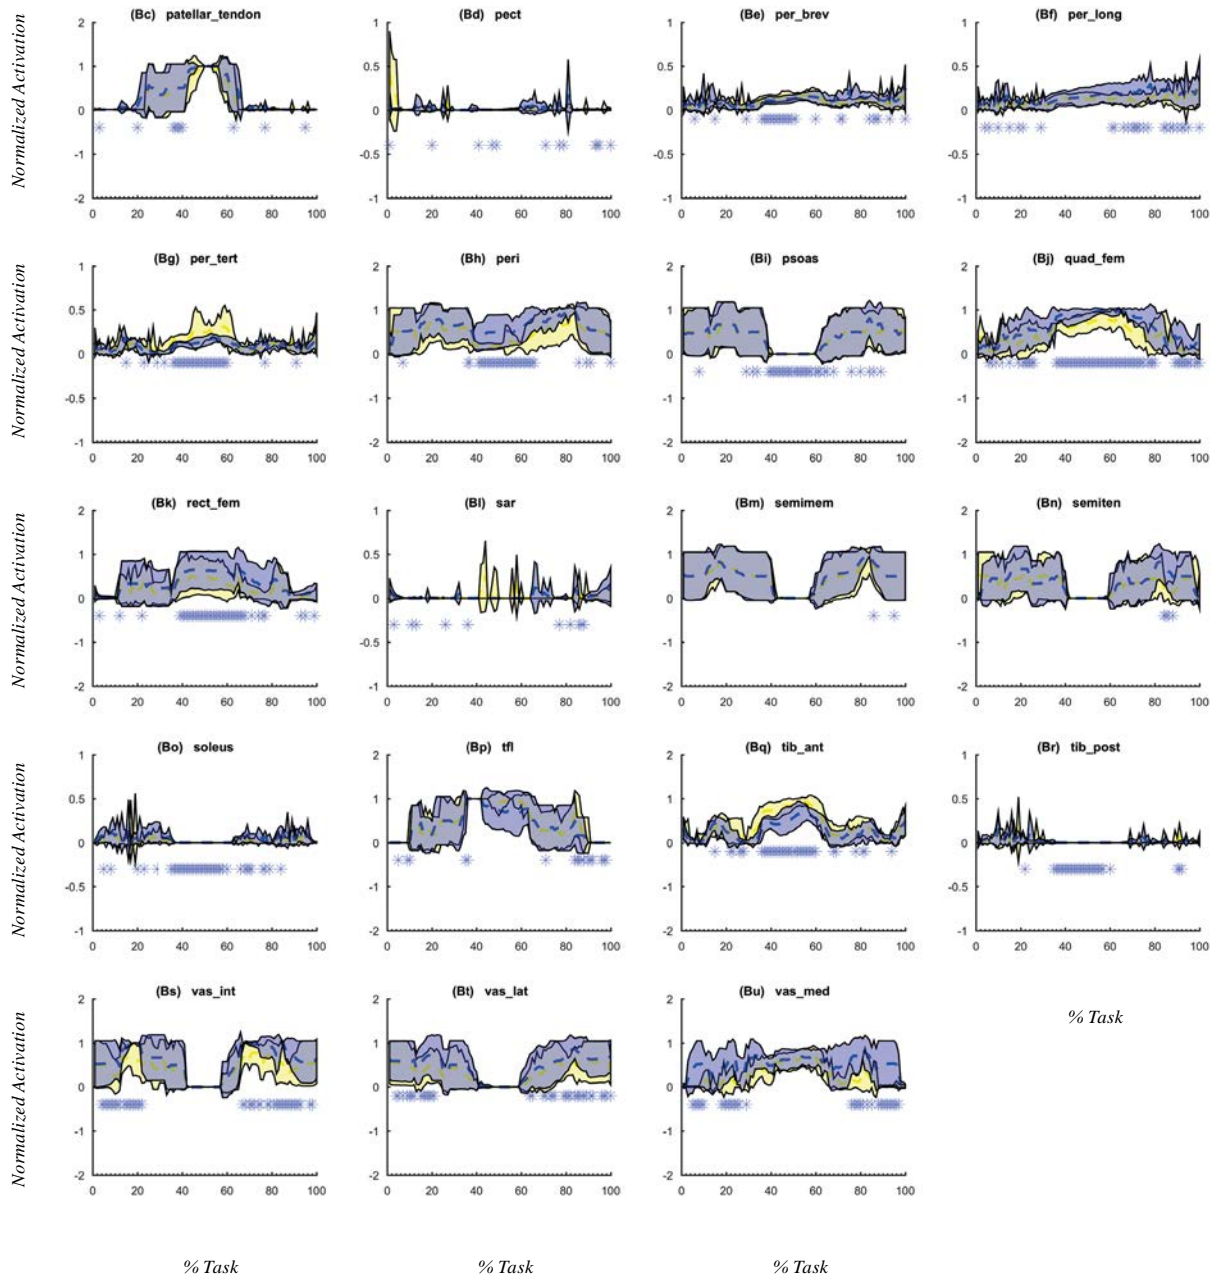 (Bc) patellar_tendon
(Bd) pect
(Be) per_brev
(Bf) per_long
Normalized Activation
2
1
0
-1
-2
0 20 40 60 80 100
1
0.5
0
-0.5
-1
0 20 40 60 80 100
1
0.5
0
-0.5
-1
0 20 40 60 80 100
1
0.5
0
-0.5
-1
0 20 40 60 80 100
(Bg) per_tert
(Bh) peri
(Bi) psoas
(Bj) quad_fem
Normalized Activation
1
0.5
0
-0.5
-1
0 20 40 60 80 100
2
1
0
-1
-2
0 20 40 60 80 100
2
1
0
-1
-2
0 20 40 60 80 100
2
1
0
-1
-2
0 20 40 60 80 100
(Bk) rect_fem
(Bl) sar
(Bm) semimem
(Bn) semiten
Normalized Activation
2
1
0
-1
-2
0 20 40 60 80 100
1
0.5
0
-0.5
-1
0 20 40 60 80 100
2
1
0
-1
-2
0 20 40 60 80 100
2
1
0
-1
-2
0 20 40 60 80 100
(Bo) soleus
(Bp) tfl
(Bq) tib_ant
(Br) tib_post
Normalized Activation
1
0.5
0
-0.5
-1
0 20 40 60 80 100
2
1
0
-1
-2
0 20 40 60 80 100
2
1
0
-1
-2
0 20 40 60 80 100
1
0.5
0
-0.5
-1
0 20 40 60 80 100
(Bs) vas_int
(Bt) vas_lat
(Bu) vas_med
% Task
Normalized Activation
2
1
0
-1
-2
0 20 40 60 80 100
2
1
0
-1
-2
0 20 40 60 80 100
2
1
0
-1
-2
0 20 40 60 80 100
% Task
% Task
% Task